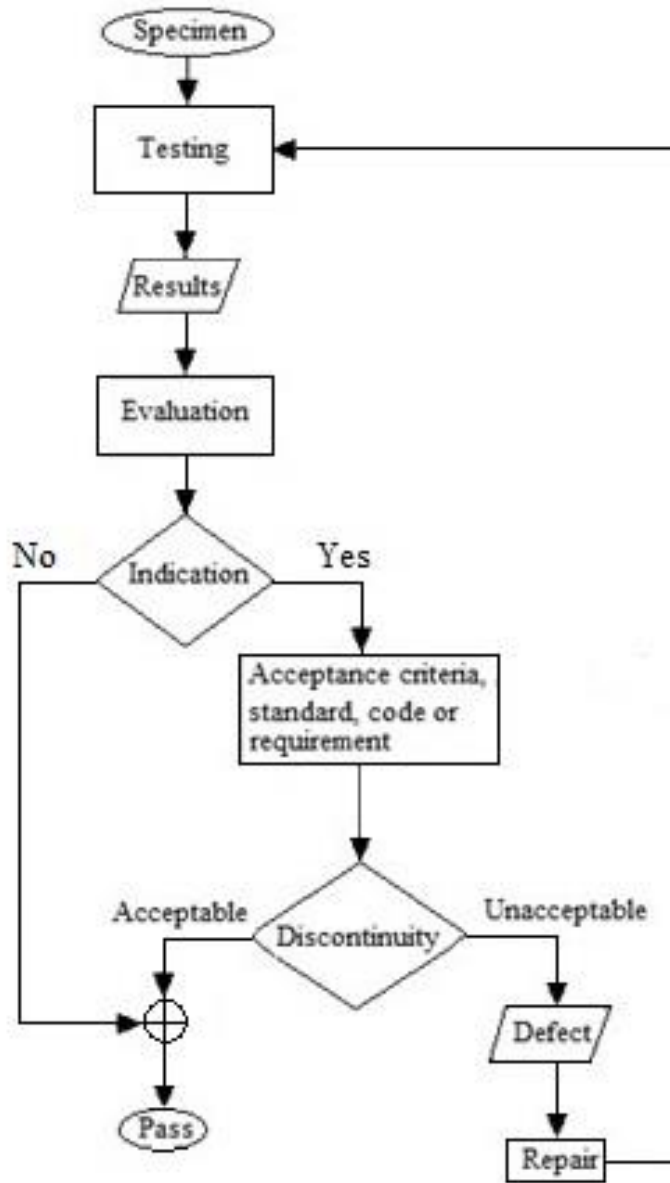 Specimen
Testing
Results
Evaluation
No
Yes
Indication
Acceptance criteria,
standard, code or
requirement
Acceptable
Unacceptable
Discontinuity
Defect
Pass
Repair